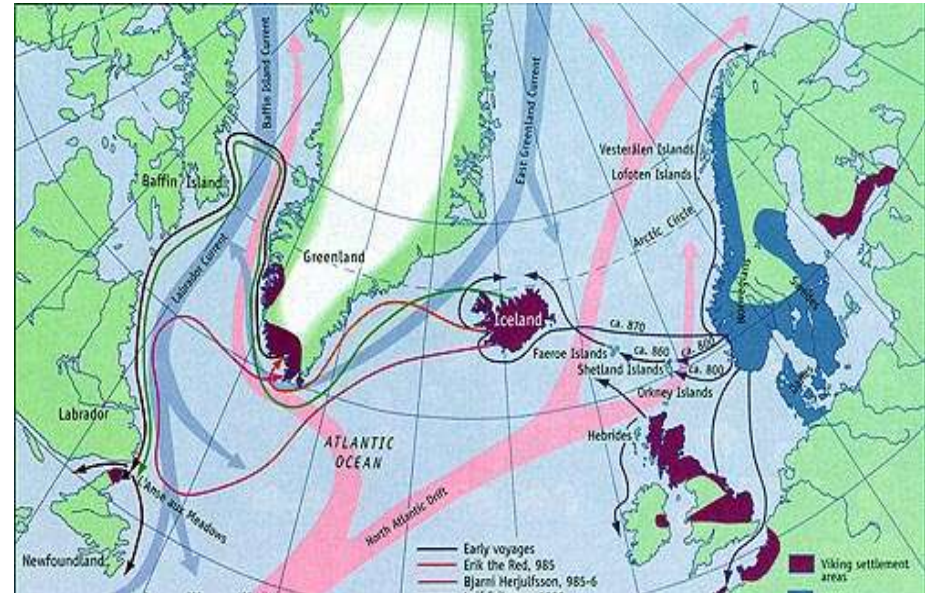 Baffin Island Current
East Greenland Current
Vesterålen Islands
Lofoten Islands
Baffin Island
Arctic Circle
Greenland
Labrador Current
Iceland
ca. 870
ca. 860
ca. 800
ca. 800
Faeroe Islands
Shetland Islands
Orkney Islands
Labrador
Hebrides
ATLANTIC
OCEAN
L'Anse aux Meadows
North Atlantic Drift
Newfoundland
Early voyages
Erik the Red, 985
Bjarni Herjulfsson, 985-6
Viking settlement
areas